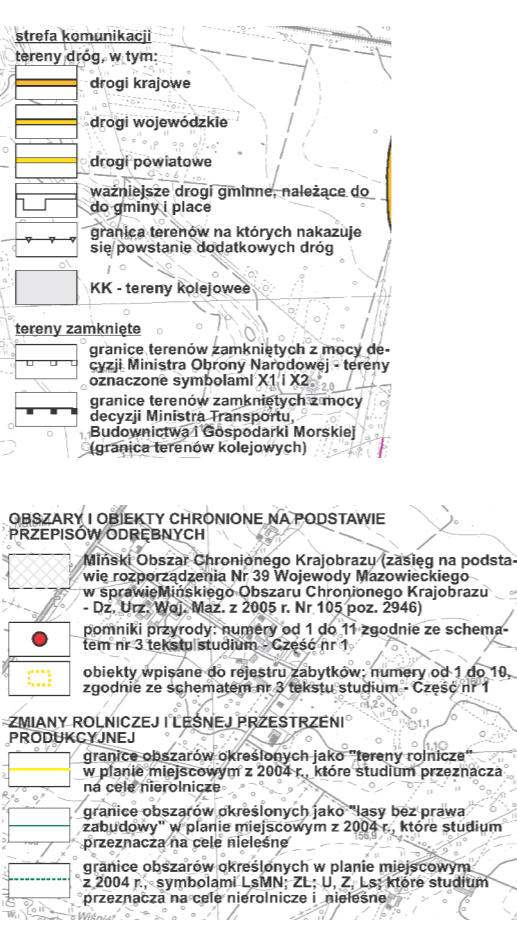 strefa komunikacji
tereny dróg, w tym:
drogi krajowe
drogi wojewódzkie
drogi powiatowe
ważniejsze drogi gminne, należące do
do gminy i place
granica terenów na których nakazuje
się powstanie dodatkowych dróg
KK - tereny kolejowee
tereny zamknięte
granice terenów zamkniętych z mocy de-
cyzji Ministra Obrony Narodowej - tereny
oznaczone symbolami X1 i X2
granice terenów zamkniętych z mocy
decyzji Ministra Transportu,
Budownictwa i Gospodarki Morskiej
(granica terenów kolejowych)
OBSZARY I OBIEKTY CHRONIONE NA PODSTAWIE
PRZEPISÓW ODRĘBNYCH
Miński Obszar Chronionego Krajobrazu (zasięg na podsta-
wie rozporządzenia Nr 39 Wojewody Mazowieckiego
w sprawieMińskiego Obszaru Chronionego Krajobrazu
- Dz. Urz. Woj. Maz. z 2005 r. Nr 105 poz. 2946)
pomniki przyrody: numery od 1 do 11 zgodnie ze schema-
tem nr 3 tekstu studium - Część nr 1
obiekty wpisane do rejestru zabytków; numery od 1 do 10,
zgodnie ze schematem nr 3 tekstu studium - Część nr 1
ZMIANY ROLNICZEJ I LEŚNEJ PRZESTRZENI
PRODUKCYJNEJ
granice obszarów określonych jako "tereny rolnicze"
w planie miejscowym z 2004 r., które studium przeznacza
na cele nierolnicze
granice obszarów określonych jako "lasy bez prawa
zabudowy" w planie miejscowym z 2004 r., które studium
przeznacza na cele nieleśne
granice obszarów określonych w planie miejscowym
z 2004 r., symbolami LsMN; ZL; U, Z, Ls; które studium
przeznacza na cele nierolnicze i nieleśne